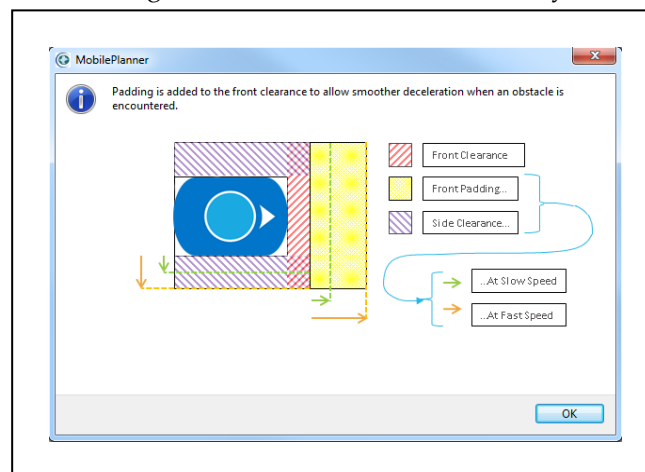 MobilePlanner
Padding is added to the front clearance to allow smoother deceleration when an obstacle is
encountered.
Front Clearance
Front Padding...
Side Clearance...
...At Slow Speed
...At Fast Speed
OK